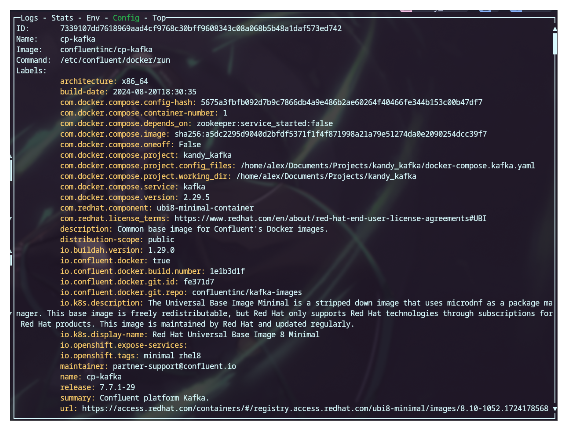 Logs - Stats - Env - Config - Top
ID: 7339107dd7618969aad4cf9768c30bff9608343c08a068b5b48a1daf573ed742
Name: cp-kafka
Image: confluentinc/cp-kafka
Command: /etc/confluent/docker/run
Labels:
architecture: x86_64
build-date: 2024-08-20T18:30:35
com.docker.compose.config-hash: 5675a3fbfb092d7b9c7866db4a9e486b2ae60264f40466fe344b153c00b47df7
com.docker.compose.container-number: 1
com.docker.compose.depends_on: zookeeper:service_started:false
com.docker.compose.image: sha256:a5dc2295d9040d2bfdf5371f1f4f871998a21a79e51274da0e2090254dcc39f7
com.docker.compose.oneoff: False
com.docker.compose.project: kandy_kafka
com.docker.compose.project.config_files: /home/alex/Documents/Projects/kandy_kafka/docker-compose.kafka.yaml
com.docker.compose.project.working_dir: /home/alex/Documents/Projects/kandy_kafka
com.docker.compose.service: kafka
com.docker.compose.version: 2.29.5
com.redhat.component: ubi8-minimal-container
com.redhat.license_terms: https://www.redhat.com/en/about/red-hat-end-user-license-agreements#UBI
description: Common base image for Confluent's Docker images.
distribution-scope: public
io.buildah.version: 1.29.0
io.confluent.docker: true
io.confluent.docker.build.number: 1e1b3d1f
io.confluent.docker.git.id: fe371d7
io.confluent.docker.git.repo: confluentinc/kafka-images
io.k8s.description: The Universal Base Image Minimal is a stripped down image that uses microdnf as a package ma
nager. This base image is freely redistributable, but Red Hat only supports Red Hat technologies through subscriptions for
Red Hat products. This image is maintained by Red Hat and updated regularly.
io.k8s.display-name: Red Hat Universal Base Image 8 Minimal
io.openshift.expose-services:
io.openshift.tags: minimal rhel8
maintainer: partner-support@confluent.io
name: cp-kafka
release: 7.7.1-29
summary: Confluent platform Kafka.
url: https://access.redhat.com/containers/#/registry.access.redhat.com/ubi8-minimal/images/8.10-1052.1724178568